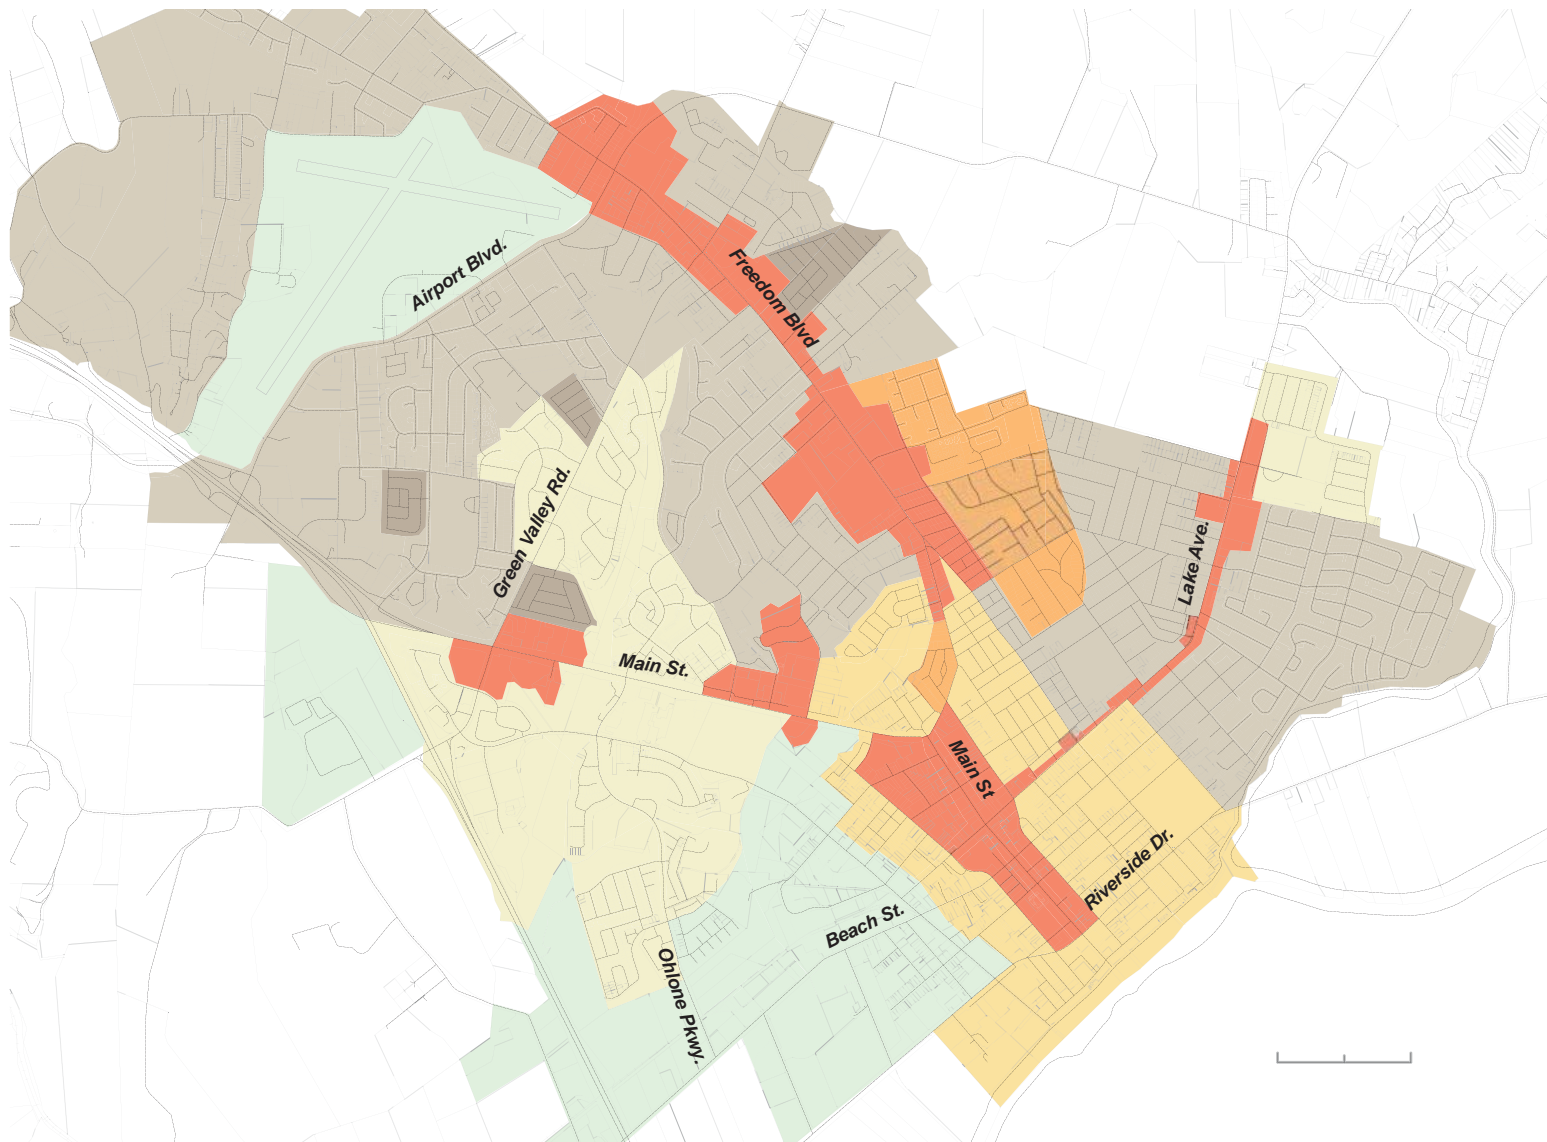 Airport Blvd.
Freedom Blvd
Green Valley Rd.
Lake Ave.
Main St.
Main St
Riverside Dr.
Beach St.
Ohlone Pkwy.